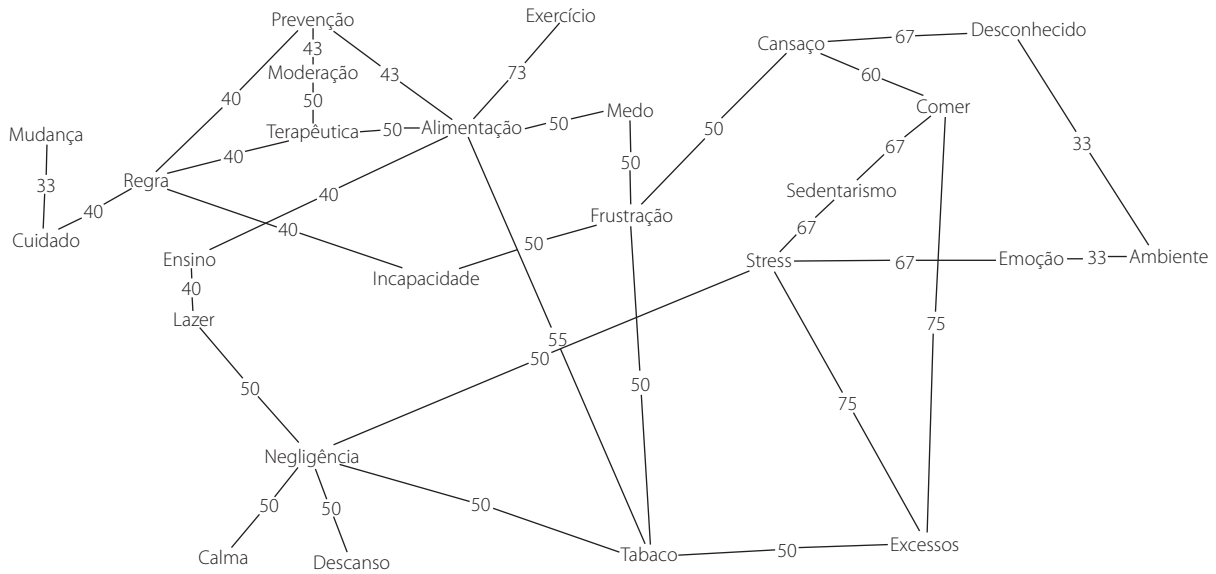 Exercício
Prevenção
Desconhecido
Cansaço
67
43
Moderação
43
73
60
40
50
Comer
Medo
Mudança
Terapêutica
50
Alimentação
50
50
33
40
50
67
33
Regra
40
Sedentarismo
40
40
Frustração
67
Cuidado
40
50
Ensino
Stress
67
Emoção
33
Ambiente
Incapacidade
40
Lazer
75
55
50
50
50
75
Negligência
50
50
50
Calma
Descanso
Tabaco
50
Excessos